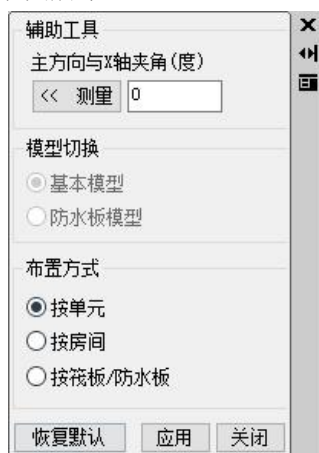 辅助工具
主方向与X轴夹角(度)
<< 测量 0
模型切换
基本模型
防水板模型
布置方式
按单元
按房间
按筏板/防水板
恢复默认 应用 关闭